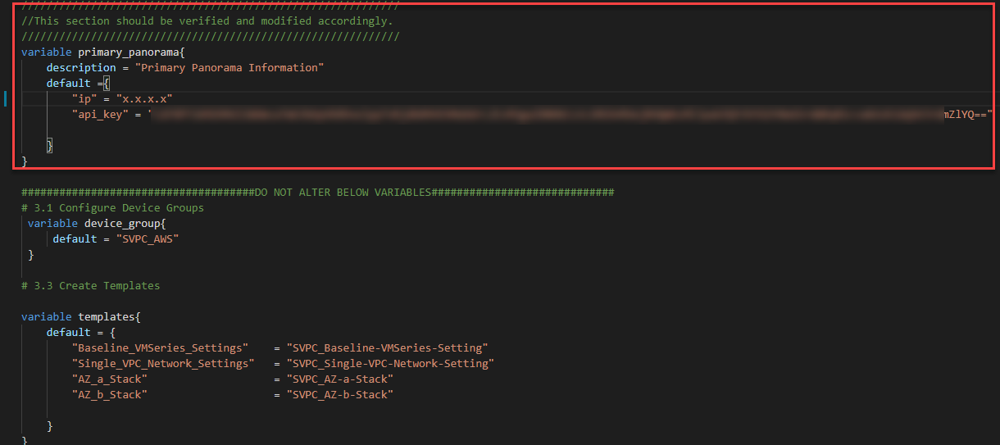 //This section should be verified and modified accordingly.
////////////////////////////////////////////////////////////
variable primary_panorama{
description = "Primary Panorama Information"
default ={
"ip" = "x.x.x.x"
"api_key" = " mZlYQ=="
}
}
#####################################DO NOT ALTER BELOW VARIABLES#############################
# 3.1 Configure Device Groups
variable device_group{
default = "SVPC_AWS"
}
# 3.3 Create Templates
variable templates{
default = {
"Baseline_VMSeries_Settings" = "SVPC_Baseline-VMSeries-Setting"
"Single_VPC_Network_Settings" = "SVPC_Single-VPC-Network-Setting"
"AZ_a_Stack" = "SVPC_AZ-a-Stack"
"AZ_b_Stack" = "SVPC_AZ-b-Stack"
}
}